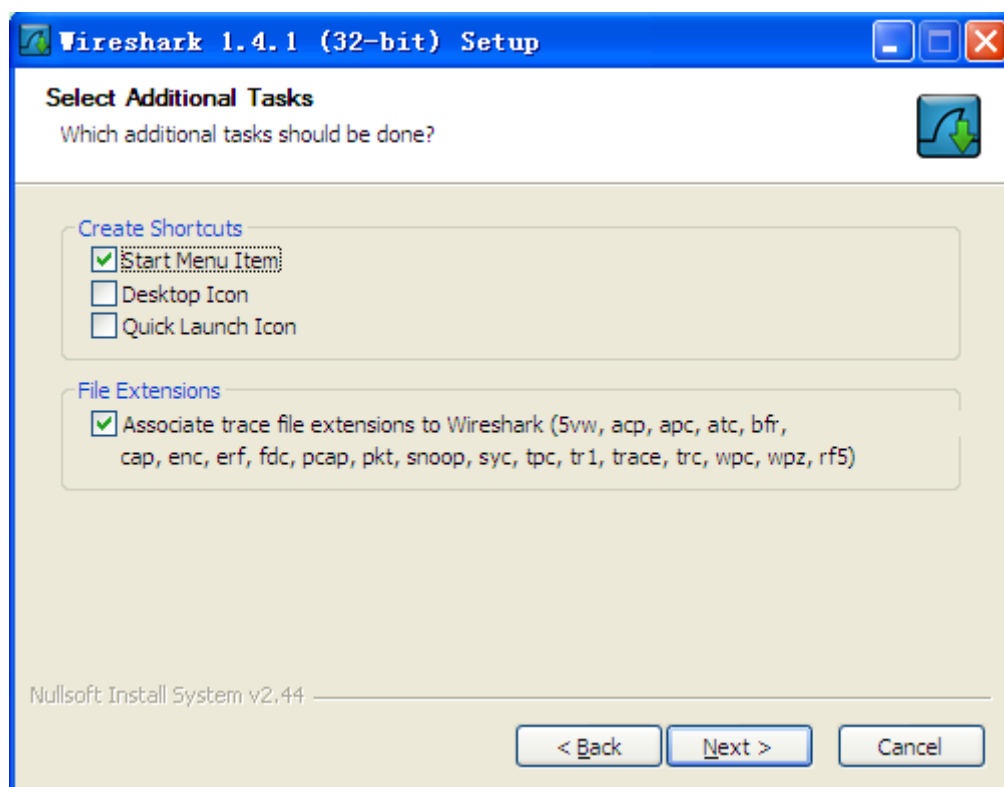 Wireshark 1.4.1 (32-bit) Setup
Select Additional Tasks
Which additional tasks should be done?
Create Shortcuts
Start Menu Item
Desktop Icon
Quick Launch Icon
File Extensions
Associate trace file extensions to Wireshark (5vw, acp, apc, atc, bfr,
cap, enc, erf, fdc, pcap, pkt, snoop, syc, tpc, tr1, trace, trc, wpc, wpz, rf5)
Nullsoft Install System v2.44
< Back Next > Cancel